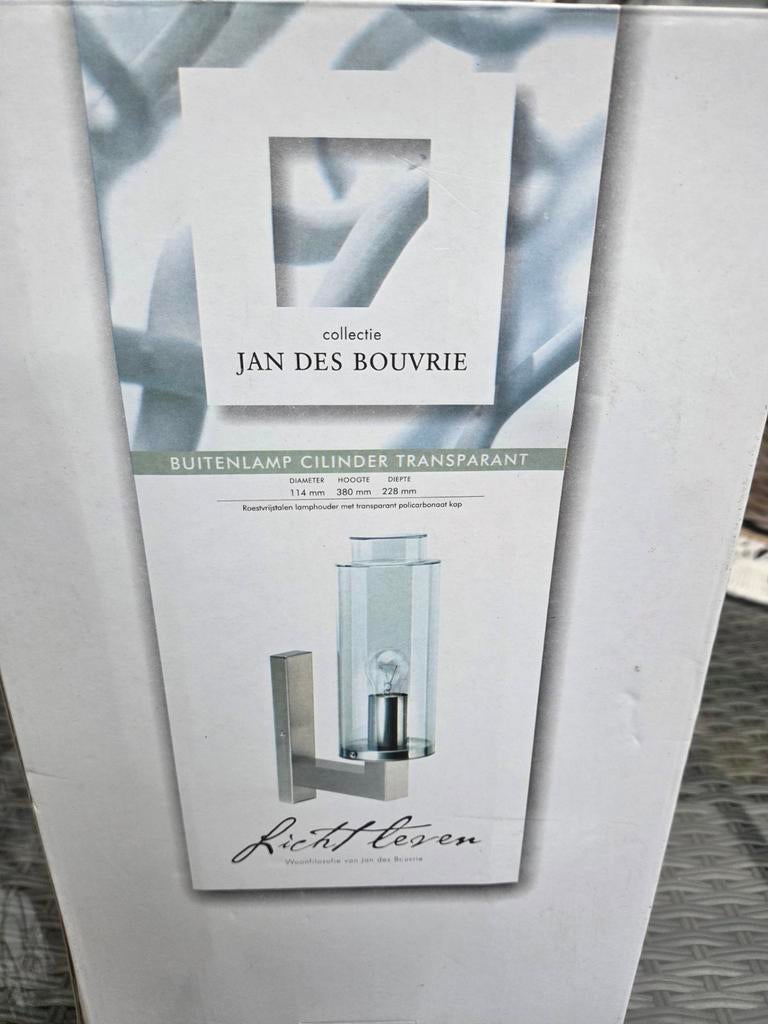 collectie
JAN DES BOUVRIE
BUITENLAMP CILINDER TRANSPARANT
DIAMETER HOOGTE DIEPTE
114 mm 380 mm 228 mm
Roestvrijstalen lamphouder met transparant policarbonaat kap
Licht leven
Woonfilosofie van Jan des Bouvrie